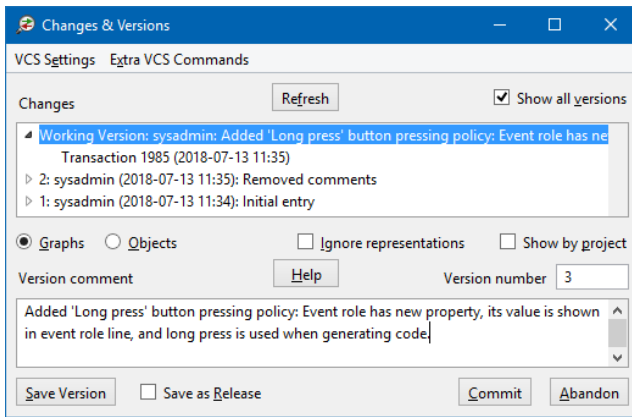 Changes & Versions
VCS Settings Extra VCS Commands
Changes Refresh Show all versions
Working Version: sysadmin: Added 'Long press' button pressing policy: Event role has ne
Transaction 1985 (2018-07-13 11:35)
2: sysadmin (2018-07-13 11:35): Removed comments
1: sysadmin (2018-07-13 11:34): Initial entry
Graphs Objects Ignore representations Show by project
Version comment Help Version number 3
Added 'Long press' button pressing policy: Event role has new property, its value is shown
in event role line, and long press is used when generating code.
Save Version Save as Release Commit Abandon